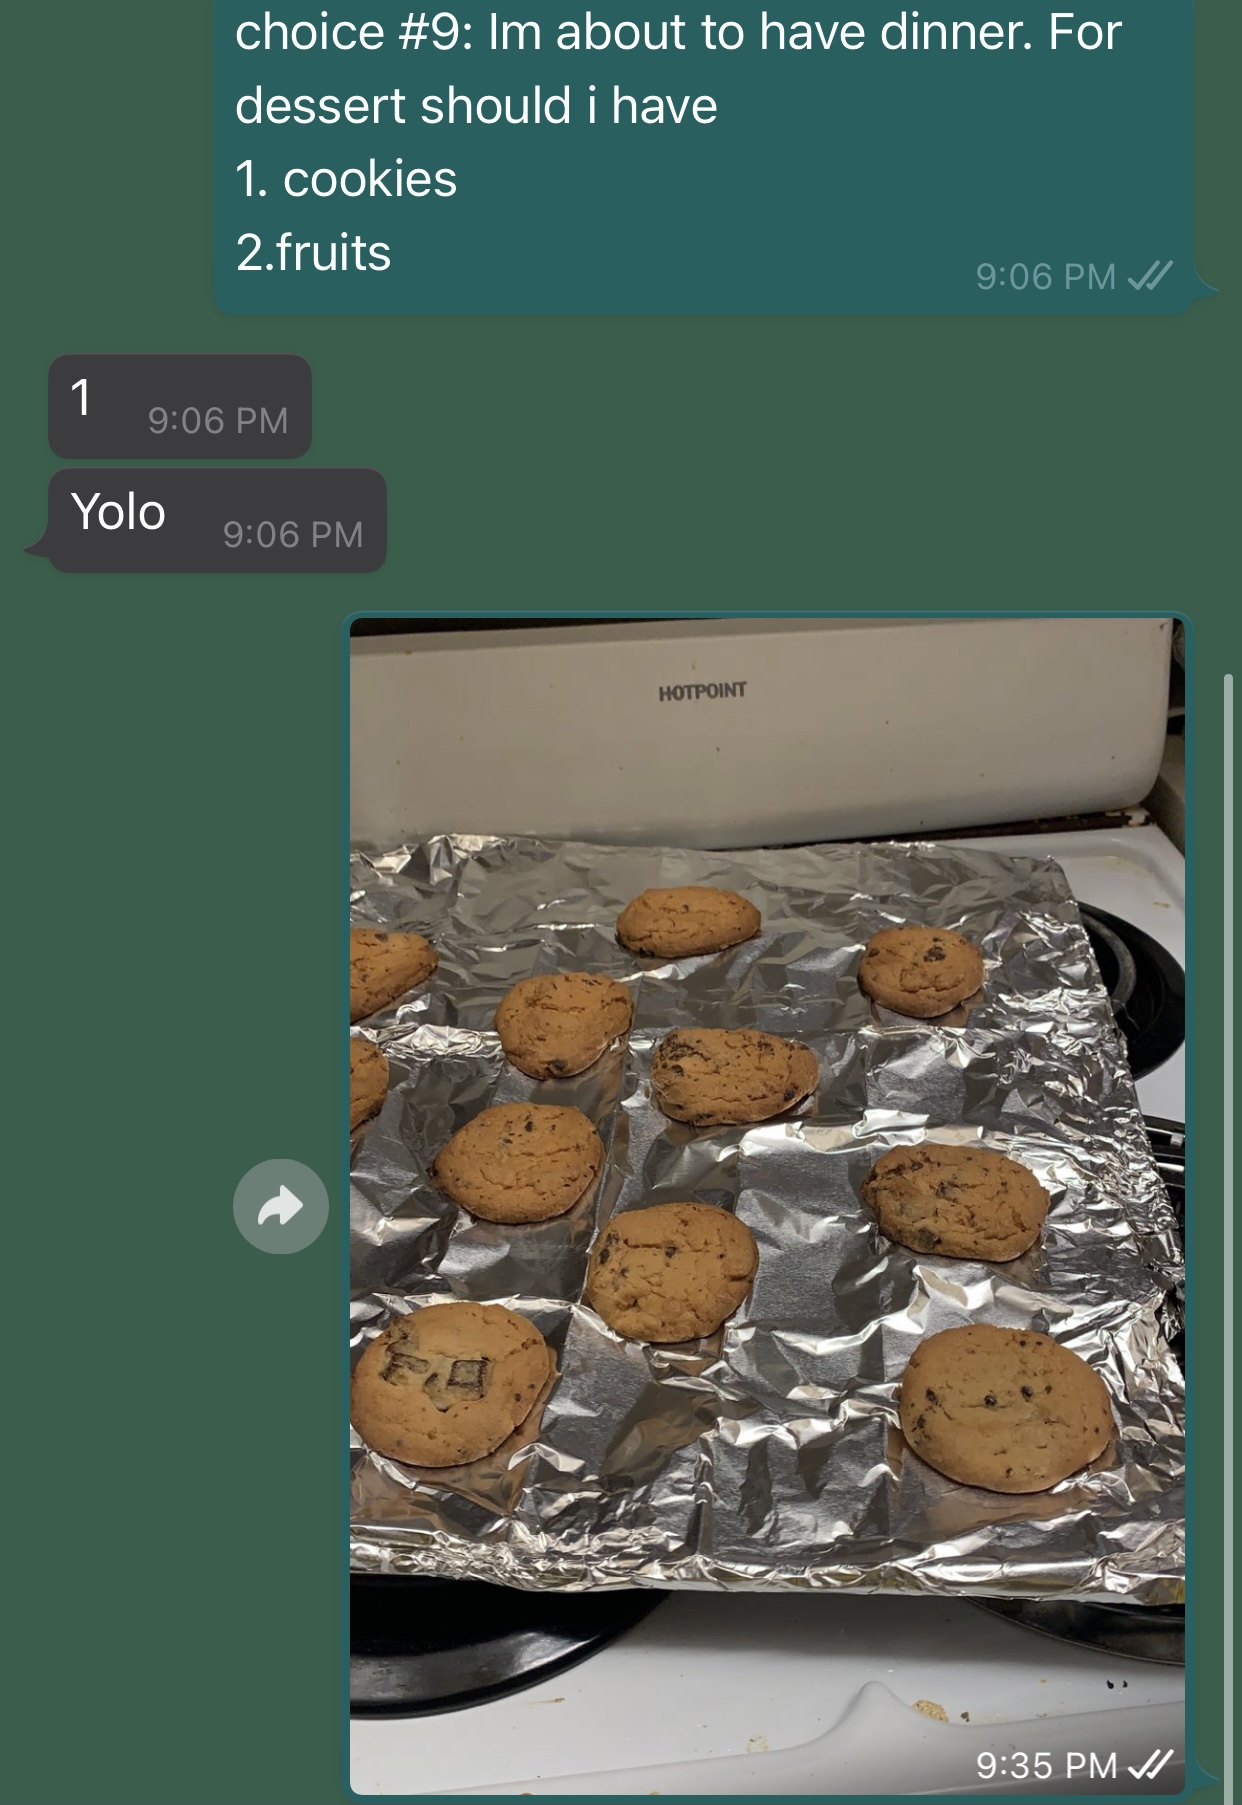 choice #9: Im about to have dinner. For
dessert should i have
1. cookies
2.fruits
9:06 PM
1
9:06 PM
Yolo
9:06 PM
HOTPOINT
9:35 PM